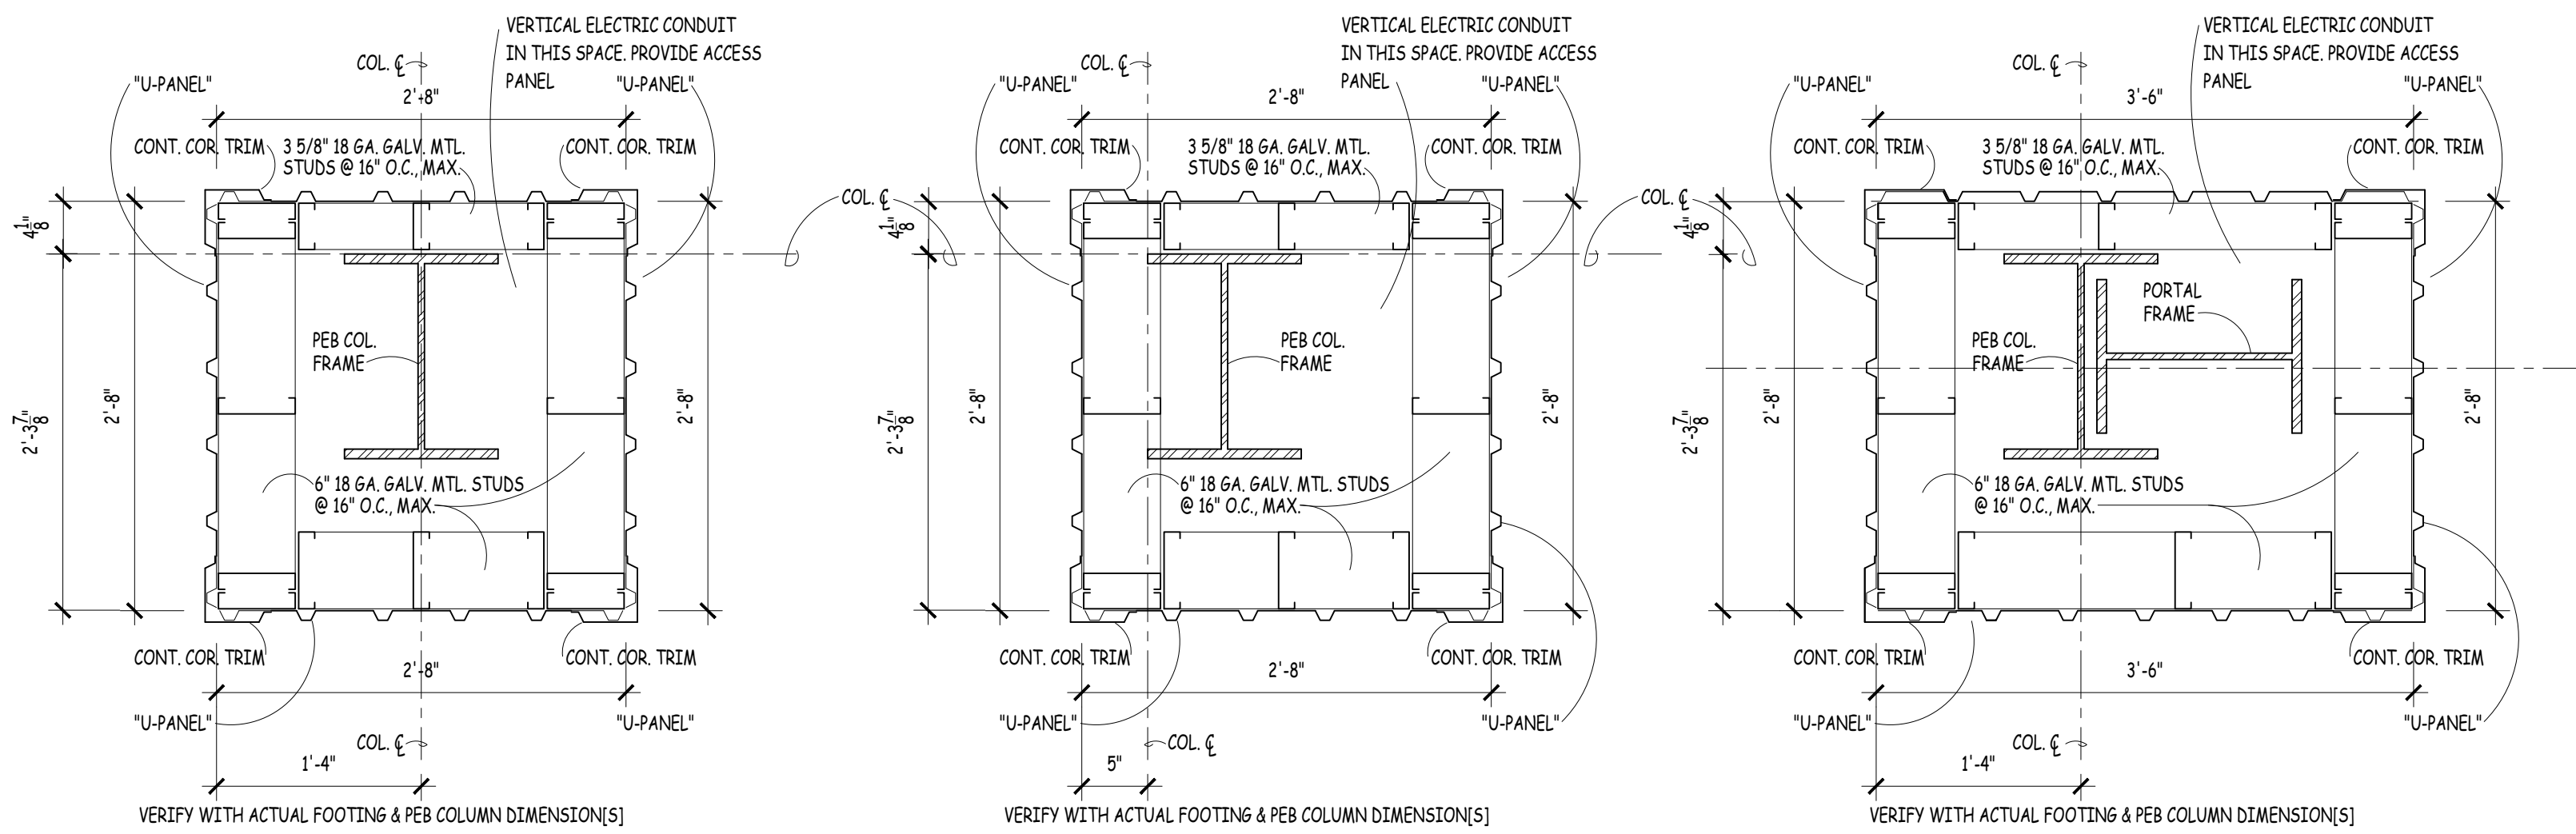 VERTICAL ELECTRIC CONDUIT
IN THIS SPACE. PROVIDE ACCESS
PANEL
COL. ℄
"U-PANEL"
"U-PANEL"
2'-8"
CONT. COR. TRIM
3 5/8" 18 GA. GALV. MTL.
STUDS @ 16" O.C., MAX.
CONT. COR. TRIM
4 1/8"
COL. ℄
PEB COL.
FRAME
2'-3 7/8"
2'-8"
2'-8"
6" 18 GA. GALV. MTL. STUDS
@ 16" O.C., MAX.
CONT. COR. TRIM
CONT. COR. TRIM
2'-8"
"U-PANEL"
"U-PANEL"
COL. ℄
1'-4"
VERIFY WITH ACTUAL FOOTING & PEB COLUMN DIMENSION[S]
VERTICAL ELECTRIC CONDUIT
IN THIS SPACE. PROVIDE ACCESS
PANEL
COL. ℄
"U-PANEL"
"U-PANEL"
2'-8"
CONT. COR. TRIM
3 5/8" 18 GA. GALV. MTL.
STUDS @ 16" O.C., MAX.
CONT. COR. TRIM
4 1/8"
COL. ℄
PEB COL.
FRAME
2'-3 7/8"
2'-8"
2'-8"
6" 18 GA. GALV. MTL. STUDS
@ 16" O.C., MAX.
CONT. COR. TRIM
CONT. COR. TRIM
2'-8"
"U-PANEL"
"U-PANEL"
COL. ℄
5"
VERIFY WITH ACTUAL FOOTING & PEB COLUMN DIMENSION[S]
VERTICAL ELECTRIC CONDUIT
IN THIS SPACE. PROVIDE ACCESS
PANEL
COL. ℄
"U-PANEL"
"U-PANEL"
3'-6"
CONT. COR. TRIM
3 5/8" 18 GA. GALV. MTL.
STUDS @ 16" O.C., MAX.
CONT. COR. TRIM
4 1/8"
PORTAL
FRAME
PEB COL.
FRAME
2'-3 7/8"
2'-8"
2'-8"
6" 18 GA. GALV. MTL. STUDS
@ 16" O.C., MAX.
CONT. COR. TRIM
CONT. COR. TRIM
3'-6"
"U-PANEL"
"U-PANEL"
COL. ℄
1'-4"
VERIFY WITH ACTUAL FOOTING & PEB COLUMN DIMENSION[S]